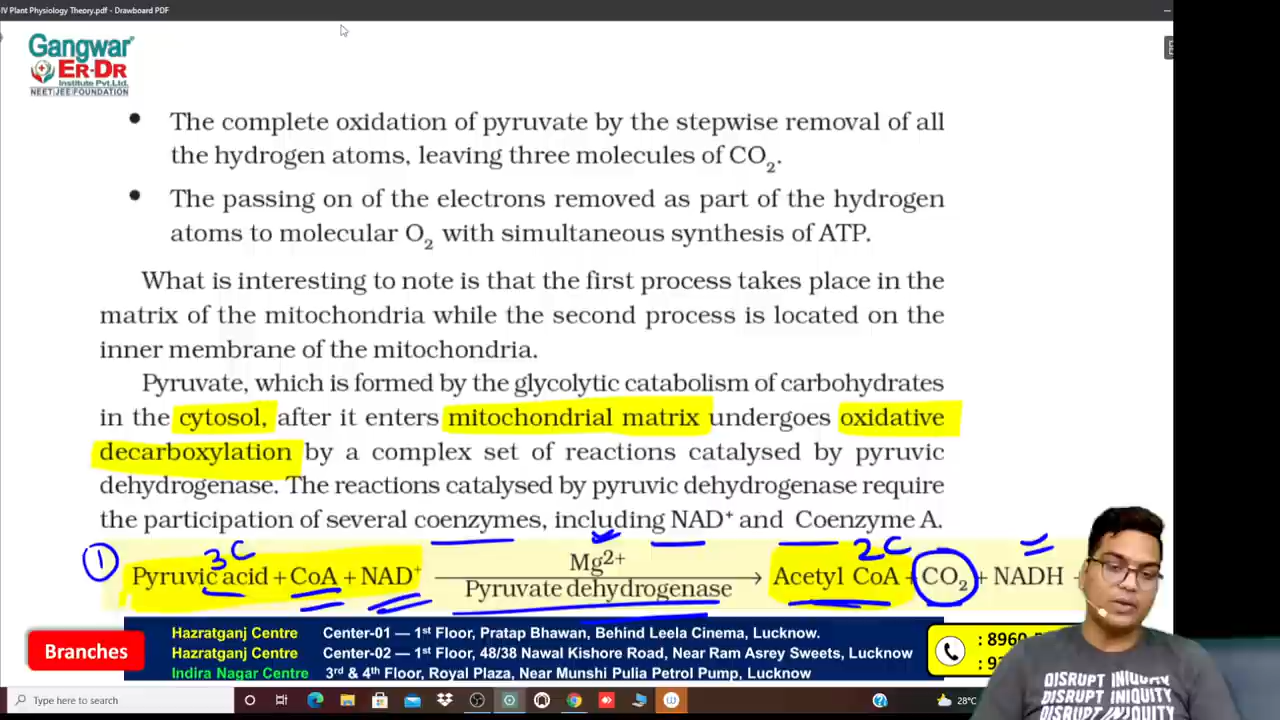 IV Plant Physiology Theory.pdf - Drawboard PDF
Gangwar
ER-DR
Institute Pvt.Ltd.
NEET|JEE|FOUNDATION
• The complete oxidation of pyruvate by the stepwise removal of all
the hydrogen atoms, leaving three molecules of CO₂.
• The passing on of the electrons removed as part of the hydrogen
atoms to molecular O₂ with simultaneous synthesis of ATP.
What is interesting to note is that the first process takes place in the
matrix of the mitochondria while the second process is located on the
inner membrane of the mitochondria.
Pyruvate, which is formed by the glycolytic catabolism of carbohydrates
in the cytosol, after it enters mitochondrial matrix undergoes oxidative
decarboxylation by a complex set of reactions catalysed by pyruvic
dehydrogenase. The reactions catalysed by pyruvic dehydrogenase require
the participation of several coenzymes, including NAD⁺ and Coenzyme A.
① 3C 2C
Mg²⁺
Pyruvic acid + CoA + NAD⁺ ⟶ Acetyl CoA + CO₂ + NADH
Pyruvate dehydrogenase
Branches
Hazratganj Centre Center-01 — 1ˢᵗ Floor, Pratap Bhawan, Behind Leela Cinema, Lucknow.
Hazratganj Centre Center-02 — 1ˢᵗ Floor, 48/38 Nawal Kishore Road, Near Ram Asrey Sweets, Lucknow
Indira Nagar Centre 3rd & 4th Floor, Royal Plaza, Near Munshi Pulia Petrol Pump, Lucknow
: 8960
DISRUPT INIQUITY
DISRUPT INIQUITY
DISRUPT INIQUITY
Type here to search
28°C